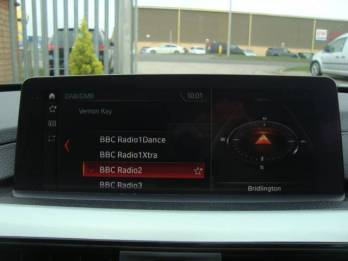 DAB/DMB
10:01
Vernon Kay
BBC Radio1Dance
BBC Radio1Xtra
BBC Radio2
BBC Radio3
Bridlington